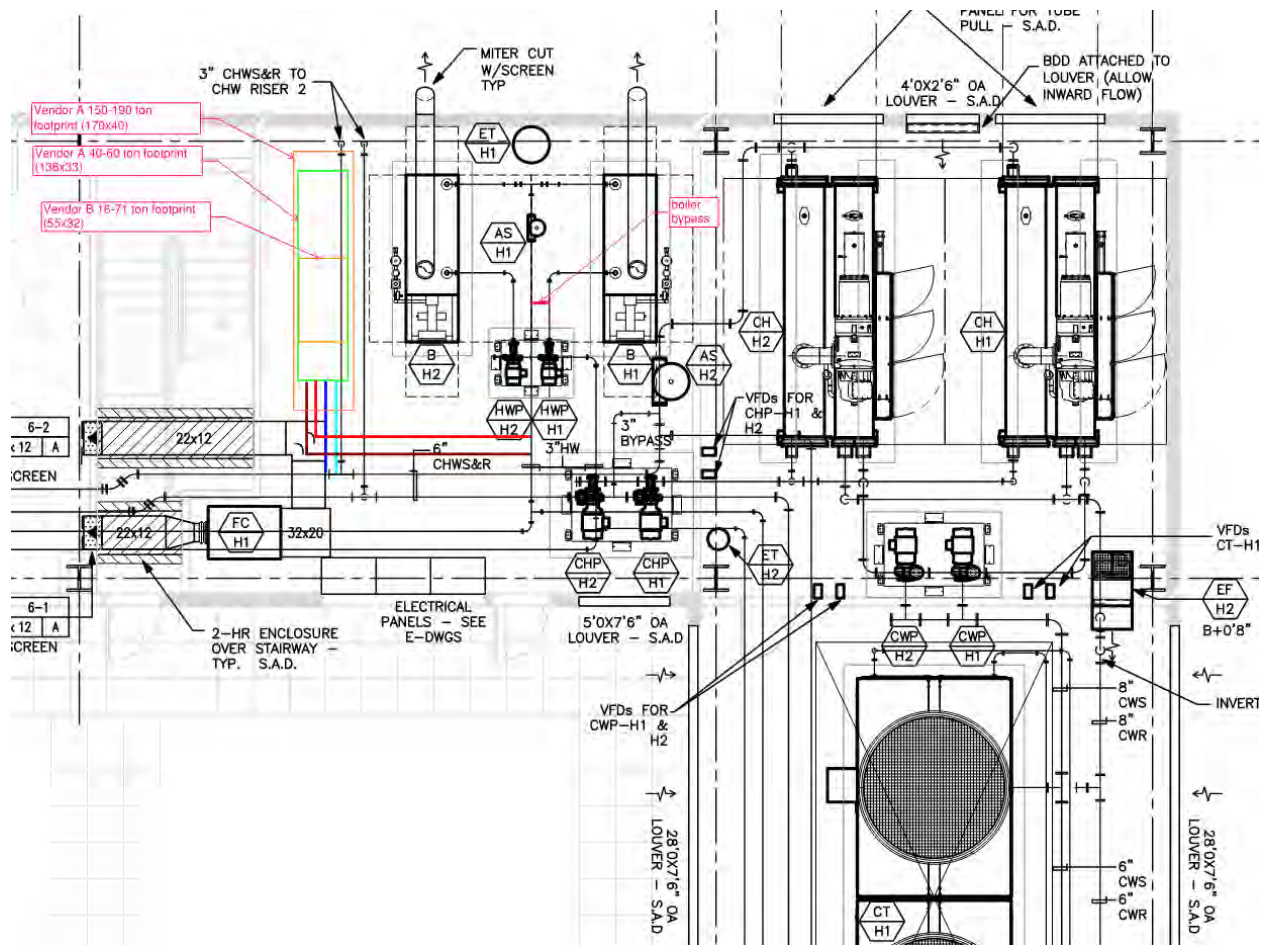 PANEL FOR TUBE
PULL - S.A.D.
MITER CUT
W/SCREEN
TYP
3" CHWS&R TO
CHW RISER 2
BDD ATTACHED TO
LOUVER (ALLOW
INWARD FLOW)
4'0X2'6" OA
LOUVER - S.A.D
Vendor A 150-190 ton
footprint (170x40)
Vendor A 40-60 ton footprint
(136x33)
Vendor B 16-71 ton footprint
(55x32)
ET
H1
AS
H1
boiler
bypass
CH
H2
CH
H1
B
H2
B
H1
AS
H2
HWP
H2
HWP
H1
VFDs FOR
CHP-H1 &
H2
3"
BYPASS
3"HW
6"
CHWS&R
6-2
x 12 A
SCREEN
22x12
22x12
FC
H1
32x20
6-1
x 12 A
SCREEN
CHP
H2
CHP
H1
ET
H2
VFDs
CT-H1
EF
H2
B+0'8"
2-HR ENCLOSURE
OVER STAIRWAY -
TYP. S.A.D.
ELECTRICAL
PANELS - SEE
E-DWGS
5'0X7'6" OA
LOUVER - S.A.D
CWP
H2
CWP
H1
VFDs FOR
CWP-H1 &
H2
8"
CWS
8"
CWR
INVERT
28'0X7'6" OA
LOUVER - S.A.D
28'0X7'6" OA
LOUVER - S.A.D
6"
CWS
6"
CWR
CT
H1